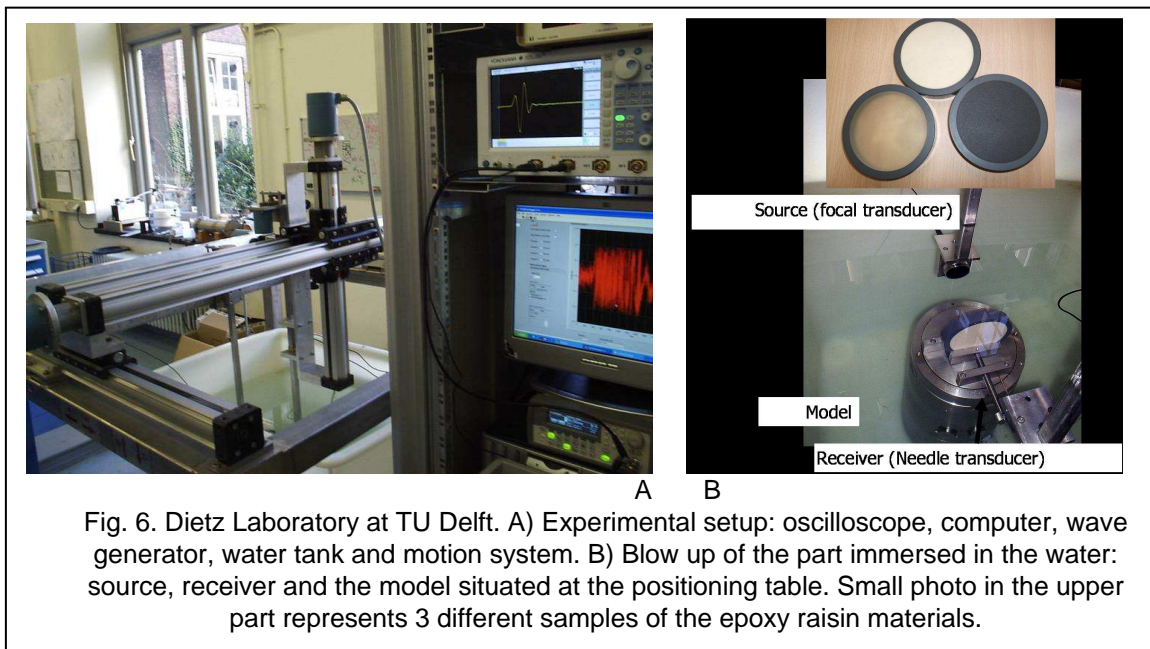 YOKOGAWA
Source (focal transducer)
Model
Receiver (Needle transducer)
A B
Fig. 6. Dietz Laboratory at TU Delft. A) Experimental setup: oscilloscope, computer, wave
generator, water tank and motion system. B) Blow up of the part immersed in the water:
source, receiver and the model situated at the positioning table. Small photo in the upper
part represents 3 different samples of the epoxy raisin materials.